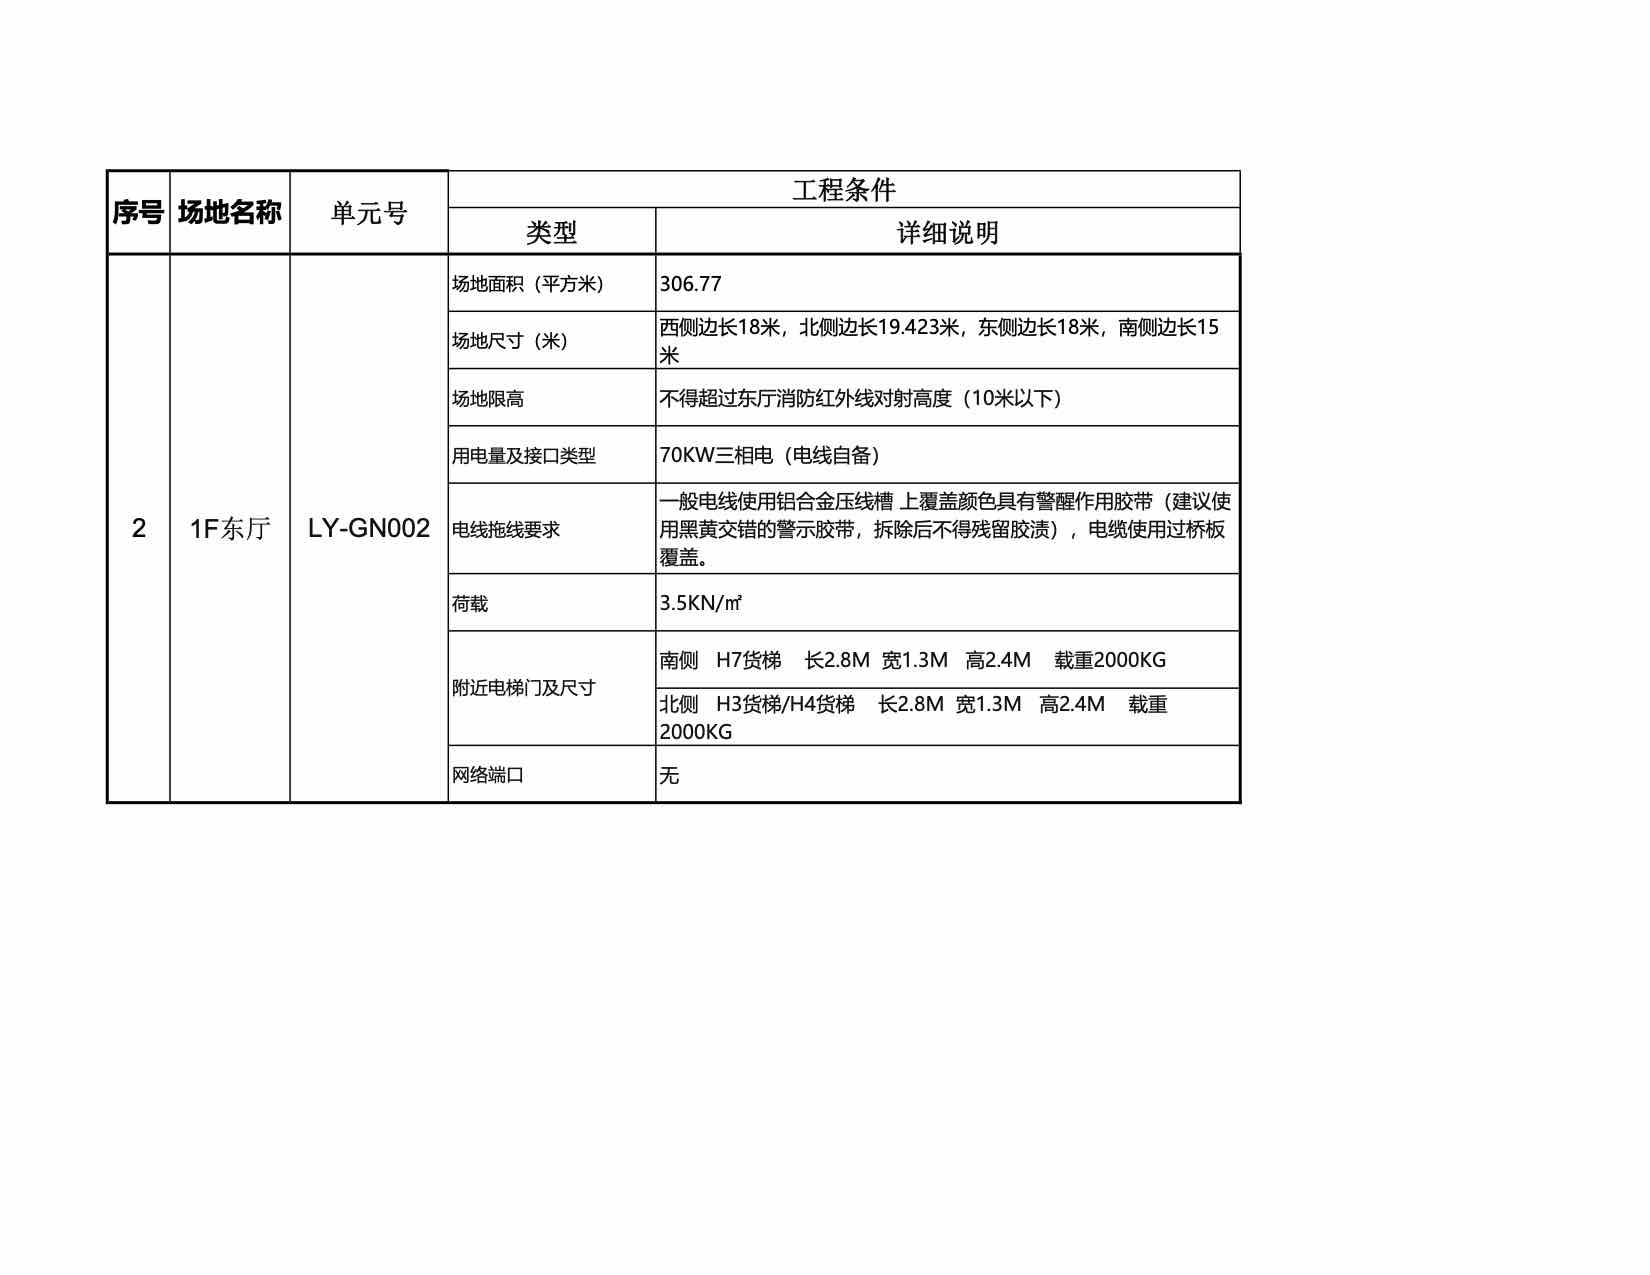 序号 场地名称 单元号 工程条件
类型 详细说明
2 1F东厅 LY-GN002
场地面积（平方米） 306.77
场地尺寸（米） 西侧边长18米，北侧边长19.423米，东侧边长18米，南侧边长15
米
场地限高 不得超过东厅消防红外线对射高度（10米以下）
用电量及接口类型 70KW三相电（电线自备）
电线拖线要求 一般电线使用铝合金压线槽 上覆盖颜色具有警醒作用胶带（建议使
用黑黄交错的警示胶带，拆除后不得残留胶渍），电缆使用过桥板
覆盖。
荷载 3.5KN/㎡
附近电梯门及尺寸 南侧 H7货梯 长2.8M 宽1.3M 高2.4M 载重2000KG
北侧 H3货梯/H4货梯 长2.8M 宽1.3M 高2.4M 载重
2000KG
网络端口 无